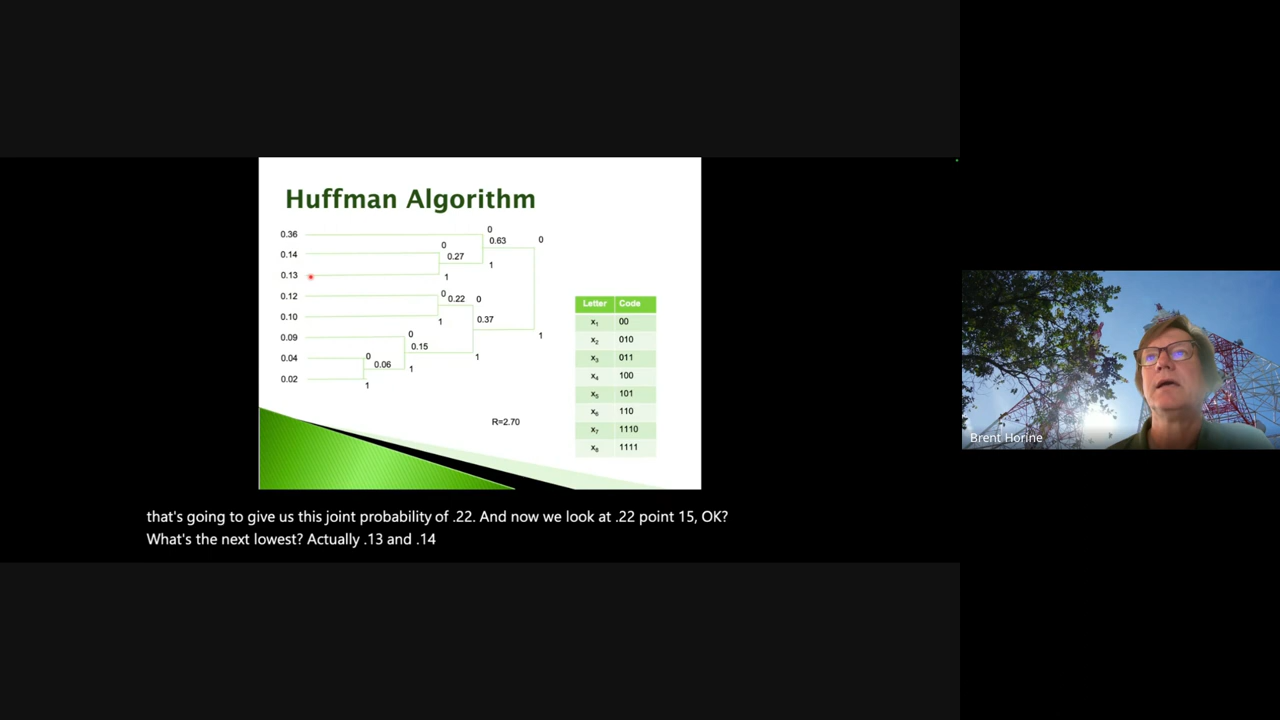 Huffman Algorithm
0.36
0.14
0.13
0.12
0.10
0.09
0.04
0.02
0
0.63
0
0
0.27
1
1
0
0.22
0
0.37
1
1
0
0.15
1
1
0
0.06
1
Letter Code
x₁ 00
x₂ 010
x₃ 011
x₄ 100
x₅ 101
x₆ 110
x₇ 1110
x₈ 1111
R=2.70
Brent Horine
that's going to give us this joint probability of .22. And now we look at .22 point 15, OK?
What's the next lowest? Actually .13 and .14